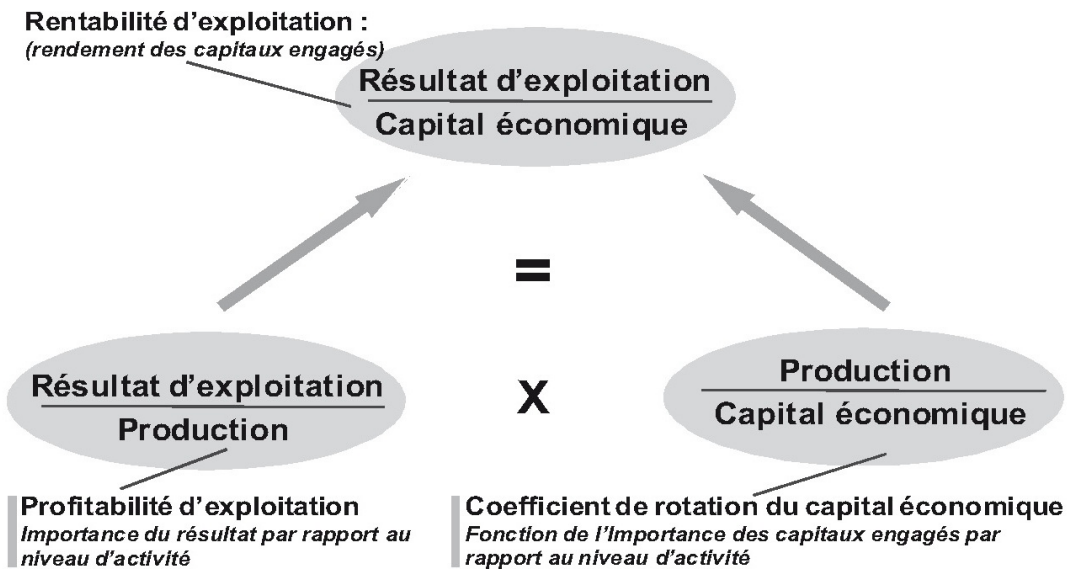 Rentabilité d'exploitation :
(rendement des capitaux engagés)
Résultat d'exploitation
Capital économique
=
Résultat d'exploitation
Production
X
Production
Capital économique
Profitabilité d'exploitation
Importance du résultat par rapport au
niveau d'activité
Coefficient de rotation du capital économique
Fonction de l'Importance des capitaux engagés par
rapport au niveau d'activité